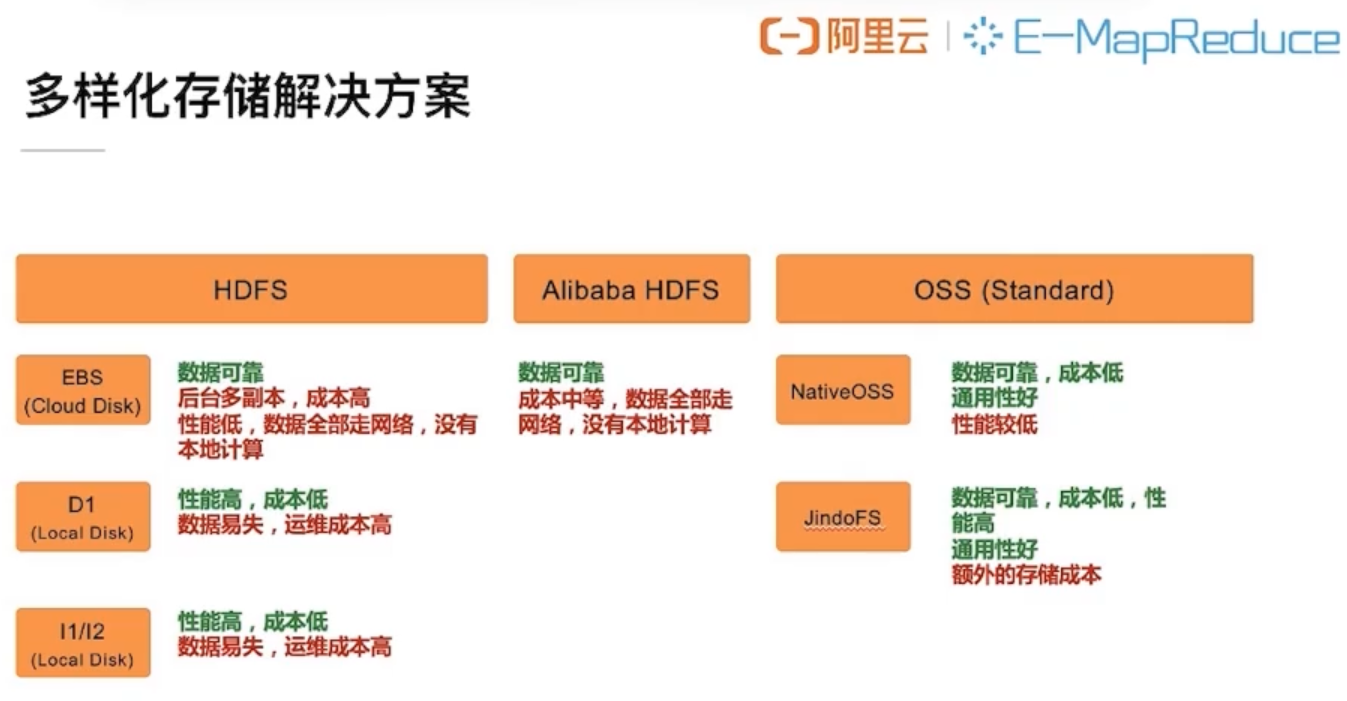 阿里云 | E-MapReduce
多样化存储解决方案
HDFS
Alibaba HDFS
OSS (Standard)
EBS
(Cloud Disk)
数据可靠
后台多副本，成本高
性能低，数据全部走网络，没有
本地计算
数据可靠
成本中等，数据全部走
网络，没有本地计算
NativeOSS
数据可靠，成本低
通用性好
性能较低
D1
(Local Disk)
性能高，成本低
数据易失，运维成本高
JindoFS
数据可靠，成本低，性
能高
通用性好
额外的存储成本
I1/I2
(Local Disk)
性能高，成本低
数据易失，运维成本高